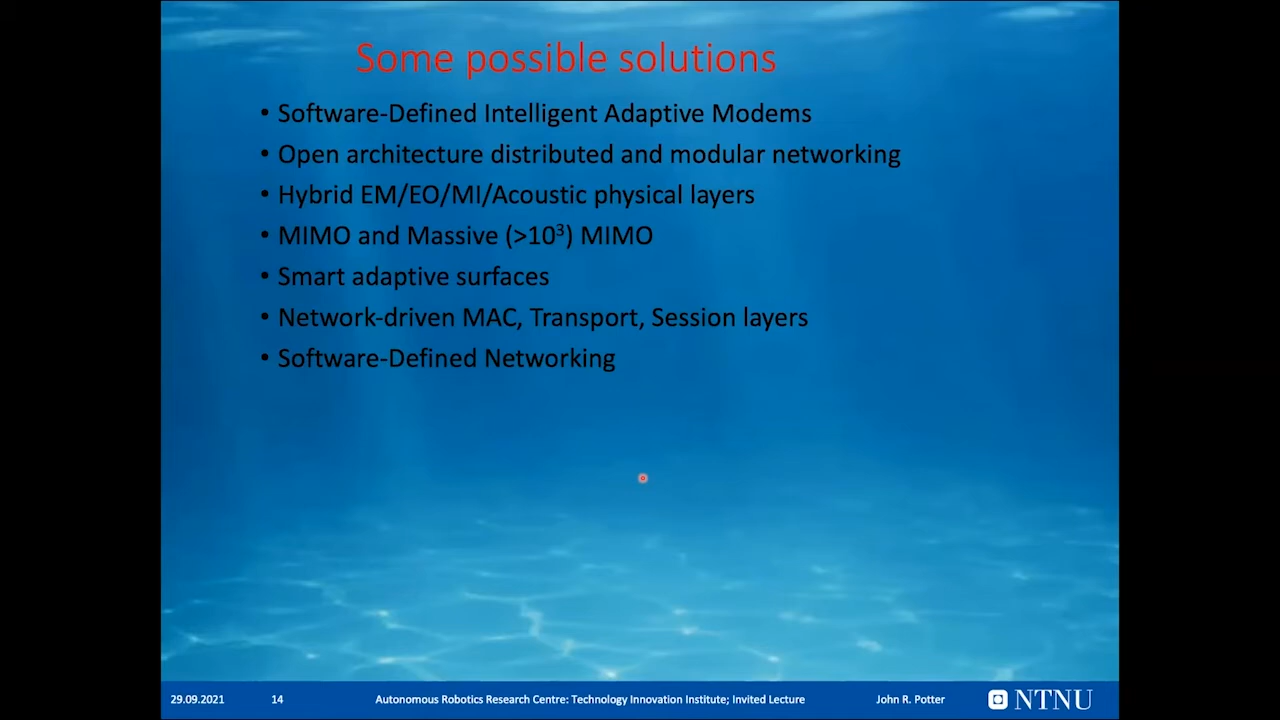 Some possible solutions
• Software-Defined Intelligent Adaptive Modems
• Open architecture distributed and modular networking
• Hybrid EM/EO/MI/Acoustic physical layers
• MIMO and Massive (>10³) MIMO
• Smart adaptive surfaces
• Network-driven MAC, Transport, Session layers
• Software-Defined Networking
29.09.2021 14 Autonomous Robotics Research Centre: Technology Innovation Institute; Invited Lecture John R. Potter NTNU